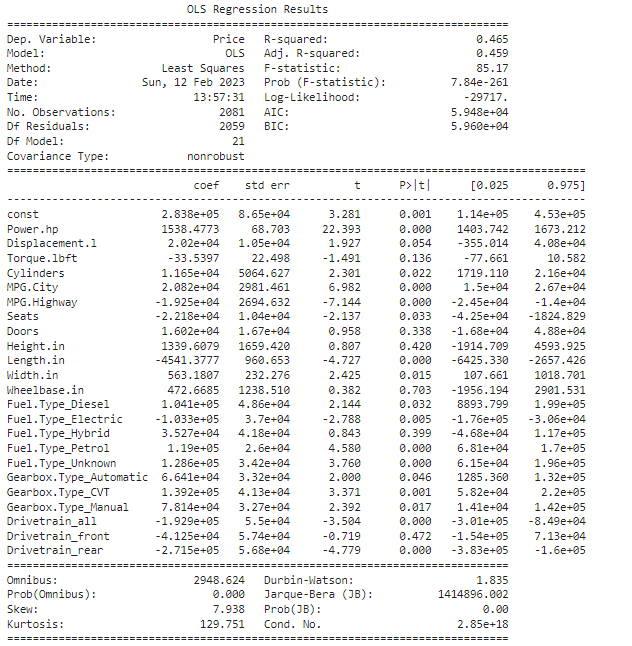 OLS Regression Results
==============================================================================
Dep. Variable: Price R-squared: 0.465
Model: OLS Adj. R-squared: 0.459
Method: Least Squares F-statistic: 85.17
Date: Sun, 12 Feb 2023 Prob (F-statistic): 7.84e-261
Time: 13:57:31 Log-Likelihood: -29717.
No. Observations: 2081 AIC: 5.948e+04
Df Residuals: 2059 BIC: 5.960e+04
Df Model: 21
Covariance Type: nonrobust
==============================================================================
coef std err t P>|t| [0.025 0.975]
------------------------------------------------------------------------------
const 2.838e+05 8.65e+04 3.281 0.001 1.14e+05 4.53e+05
Power.hp 1538.4773 68.703 22.393 0.000 1403.742 1673.212
Displacement.l 2.02e+04 1.05e+04 1.927 0.054 -355.014 4.08e+04
Torque.lbft -33.5397 22.498 -1.491 0.136 -77.661 10.582
Cylinders 1.165e+04 5064.627 2.301 0.022 1719.110 2.16e+04
MPG.City 2.082e+04 2981.461 6.982 0.000 1.5e+04 2.67e+04
MPG.Highway -1.925e+04 2694.632 -7.144 0.000 -2.45e+04 -1.4e+04
Seats -2.218e+04 1.04e+04 -2.137 0.033 -4.25e+04 -1824.829
Doors 1.602e+04 1.67e+04 0.958 0.338 -1.68e+04 4.88e+04
Height.in 1339.6079 1659.420 0.807 0.420 -1914.709 4593.925
Length.in -4541.3777 960.653 -4.727 0.000 -6425.330 -2657.426
Width.in 563.1807 232.276 2.425 0.015 107.661 1018.701
Wheelbase.in 472.6685 1238.510 0.382 0.703 -1956.194 2901.531
Fuel.Type_Diesel 1.041e+05 4.86e+04 2.144 0.032 8893.799 1.99e+05
Fuel.Type_Electric -1.033e+05 3.7e+04 -2.788 0.005 -1.76e+05 -3.06e+04
Fuel.Type_Hybrid 3.527e+04 4.18e+04 0.843 0.399 -4.68e+04 1.17e+05
Fuel.Type_Petrol 1.19e+05 2.6e+04 4.580 0.000 6.81e+04 1.7e+05
Fuel.Type_Unknown 1.286e+05 3.42e+04 3.760 0.000 6.15e+04 1.96e+05
Gearbox.Type_Automatic 6.641e+04 3.32e+04 2.000 0.046 1285.360 1.32e+05
Gearbox.Type_CVT 1.392e+05 4.13e+04 3.371 0.001 5.82e+04 2.2e+05
Gearbox.Type_Manual 7.814e+04 3.27e+04 2.392 0.017 1.41e+04 1.42e+05
Drivetrain_all -1.929e+05 5.5e+04 -3.504 0.000 -3.01e+05 -8.49e+04
Drivetrain_front -4.125e+04 5.74e+04 -0.719 0.472 -1.54e+05 7.13e+04
Drivetrain_rear -2.715e+05 5.68e+04 -4.779 0.000 -3.83e+05 -1.6e+05
==============================================================================
Omnibus: 2948.624 Durbin-Watson: 1.835
Prob(Omnibus): 0.000 Jarque-Bera (JB): 1414896.002
Skew: 7.938 Prob(JB): 0.00
Kurtosis: 129.751 Cond. No. 2.85e+18
==============================================================================